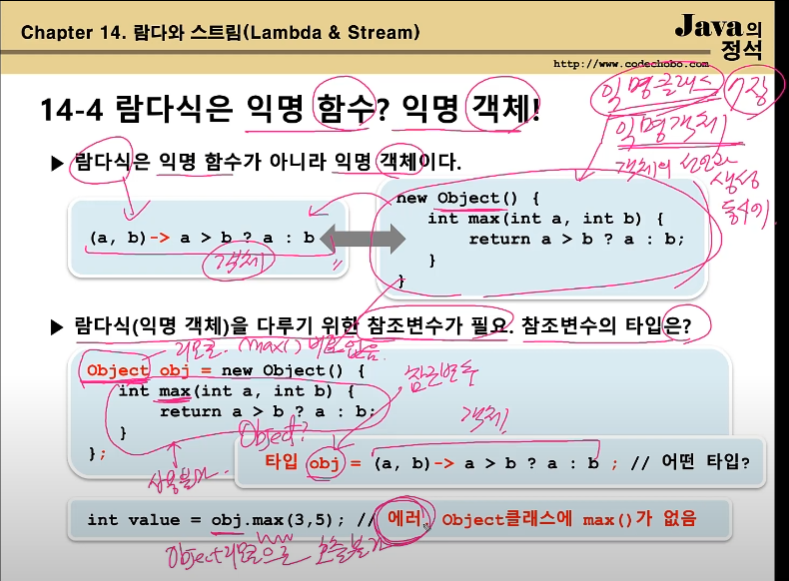 Chapter 14. 람다와 스트림(Lambda & Stream)
Java의
정석
http://www.codechobo.com
14-4 람다식은 익명 함수? 익명 객체!
익명클래스 7장
익명객체
객체의 선언과
생성
동시에
▶ 람다식은 익명 함수가 아니라 익명 객체이다.
(a, b)-> a > b ? a : b
객체
new Object() {
int max(int a, int b) {
return a > b ? a : b;
}
}
▶ 람다식(익명 객체)을 다루기 위한 참조변수가 필요. 참조변수의 타입은?
리모콘. max() 버튼없음
Object obj = new Object() {
int max(int a, int b) {
return a > b ? a : b;
}
};
참조변수
객체
Object?
사용불가
타입 obj = (a, b)-> a > b ? a : b ; // 어떤 타입?
int value = obj.max(3,5); // 에러. Object클래스에 max()가 없음
Object리모콘으로 호출불가